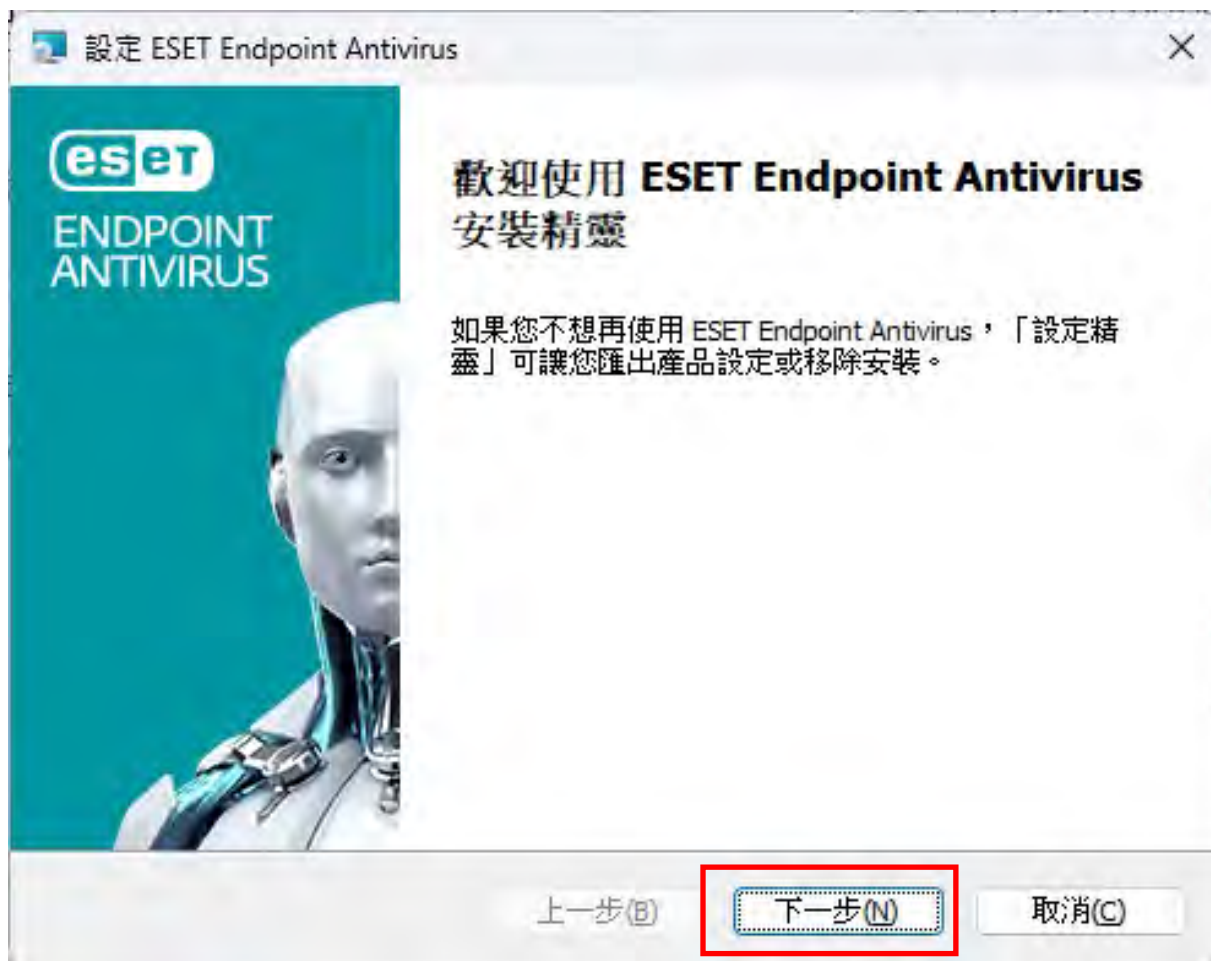 設定 ESET Endpoint Antivirus
eset
ENDPOINT
ANTIVIRUS
歡迎使用 ESET Endpoint Antivirus
安裝精靈
如果您不想再使用 ESET Endpoint Antivirus，「設定精
靈」可讓您匯出產品設定或移除安裝。
上一步(B)
下一步(N)
取消(C)